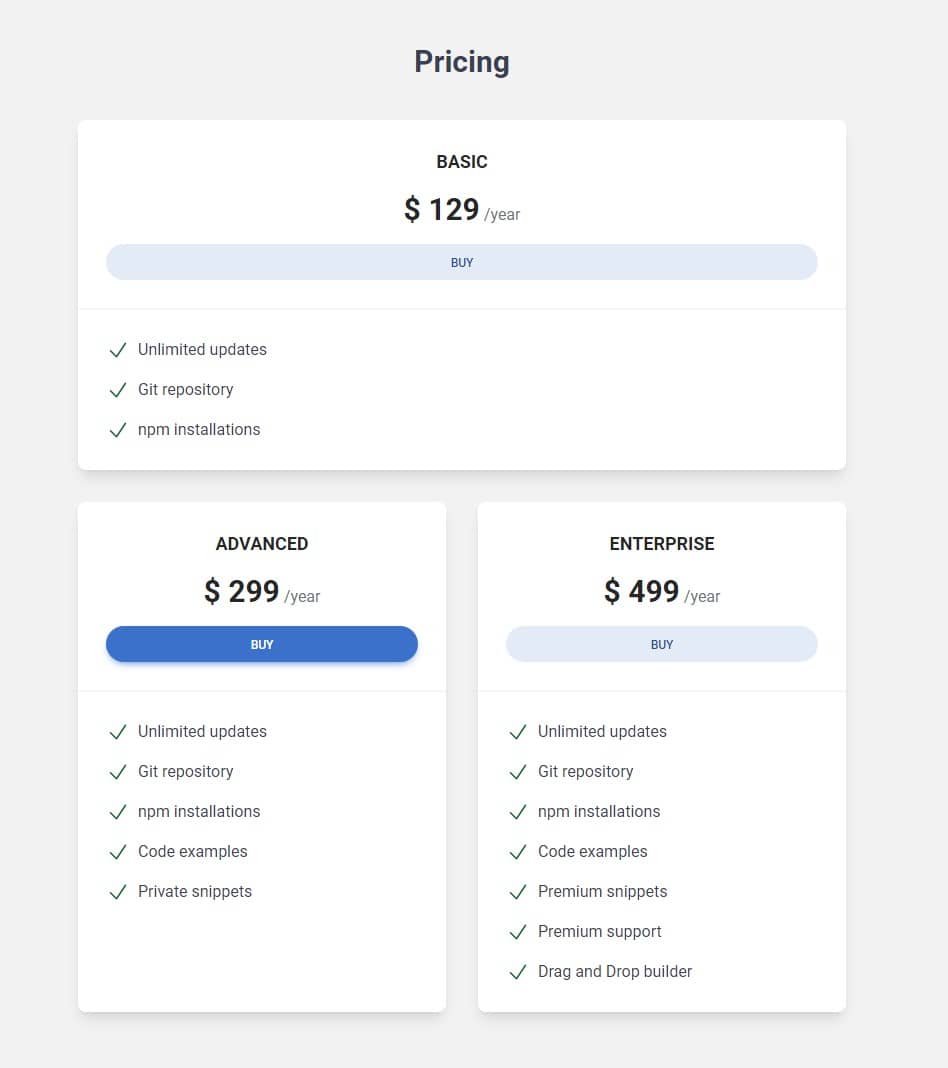 Pricing
BASIC
$ 129 /year
BUY
Unlimited updates
Git repository
npm installations
ADVANCED
$ 299 /year
BUY
Unlimited updates
Git repository
npm installations
Code examples
Private snippets
ENTERPRISE
$ 499 /year
BUY
Unlimited updates
Git repository
npm installations
Code examples
Premium snippets
Premium support
Drag and Drop builder